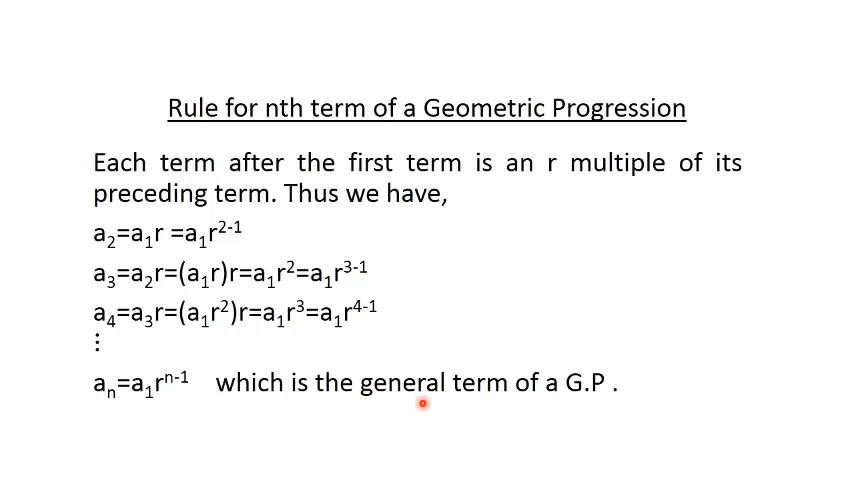 Rule for nth term of a Geometric Progression
Each term after the first term is an r multiple of its
preceding term. Thus we have,
a₂=a₁r =a₁r²⁻¹
a₃=a₂r=(a₁r)r=a₁r²=a₁r³⁻¹
a₄=a₃r=(a₁r²)r=a₁r³=a₁r⁴⁻¹
⋮
aₙ=a₁rⁿ⁻¹ which is the general term of a G.P .